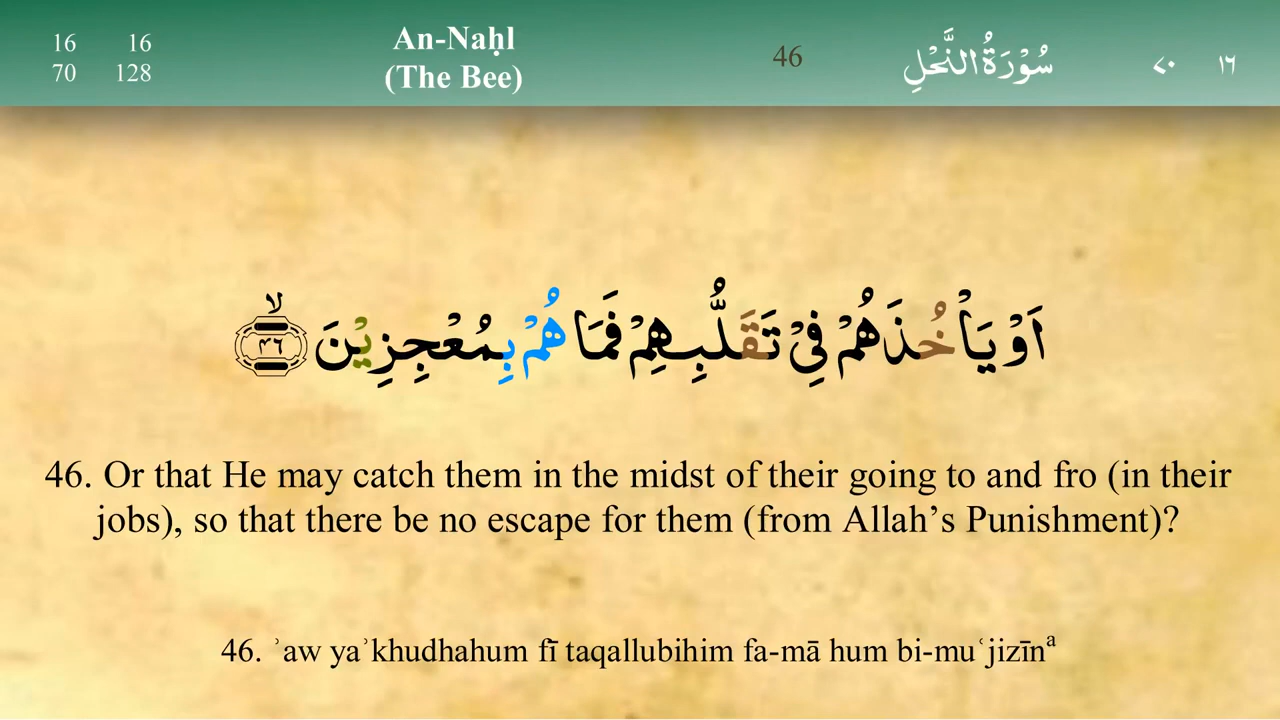 16 16 An-Naḥl 46 سُوْرَةُ النَّحْلِ ١٦
70 128 (The Bee)
اَوْ يَاْخُذَهُمْ فِيْ تَقَلُّبِهِمْ فَمَا هُمْ بِمُعْجِزِيْنَ ۙ ٤٦
46. Or that He may catch them in the midst of their going to and fro (in their
jobs), so that there be no escape for them (from Allah’s Punishment)?
46. ʾaw yaʾkhudhahum fī taqallubihim fa-mā hum bi-muʿjizīnᵃ